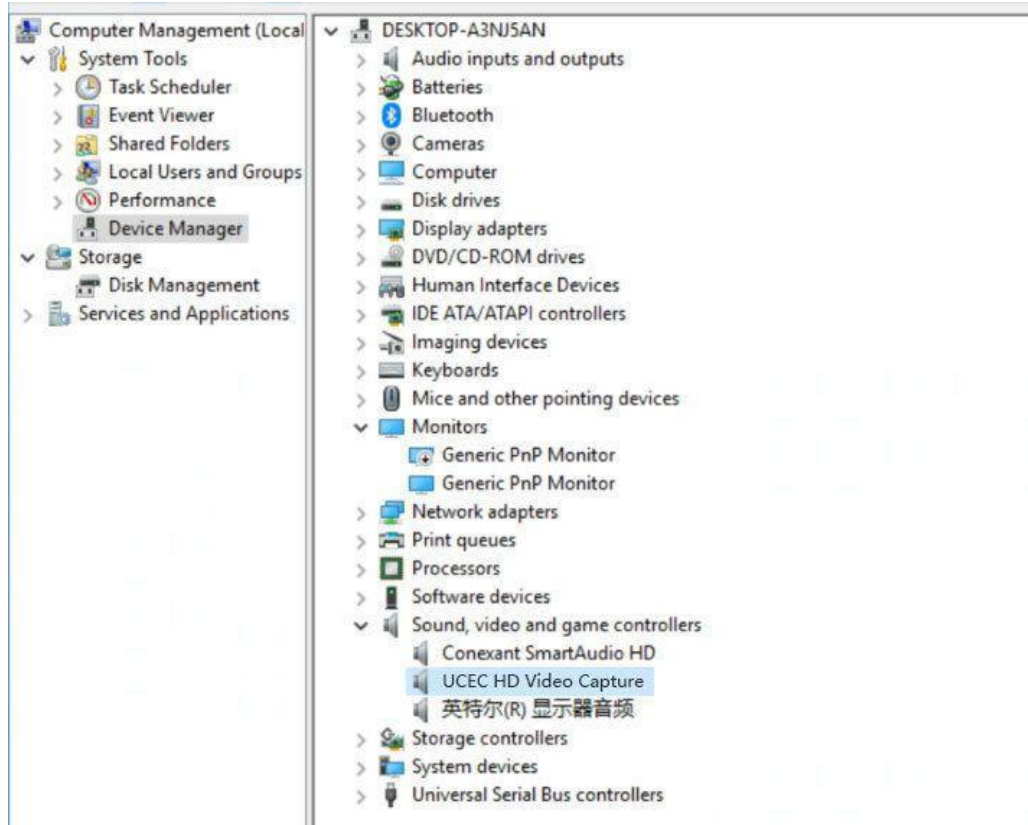 Computer Management (Local
System Tools
Task Scheduler
Event Viewer
Shared Folders
Local Users and Groups
Performance
Device Manager
Storage
Disk Management
Services and Applications
DESKTOP-A3NJ5AN
Audio inputs and outputs
Batteries
Bluetooth
Cameras
Computer
Disk drives
Display adapters
DVD/CD-ROM drives
Human Interface Devices
IDE ATA/ATAPI controllers
Imaging devices
Keyboards
Mice and other pointing devices
Monitors
Generic PnP Monitor
Generic PnP Monitor
Network adapters
Print queues
Processors
Software devices
Sound, video and game controllers
Conexant SmartAudio HD
UCEC HD Video Capture
英特尔(R) 显示器音频
Storage controllers
System devices
Universal Serial Bus controllers